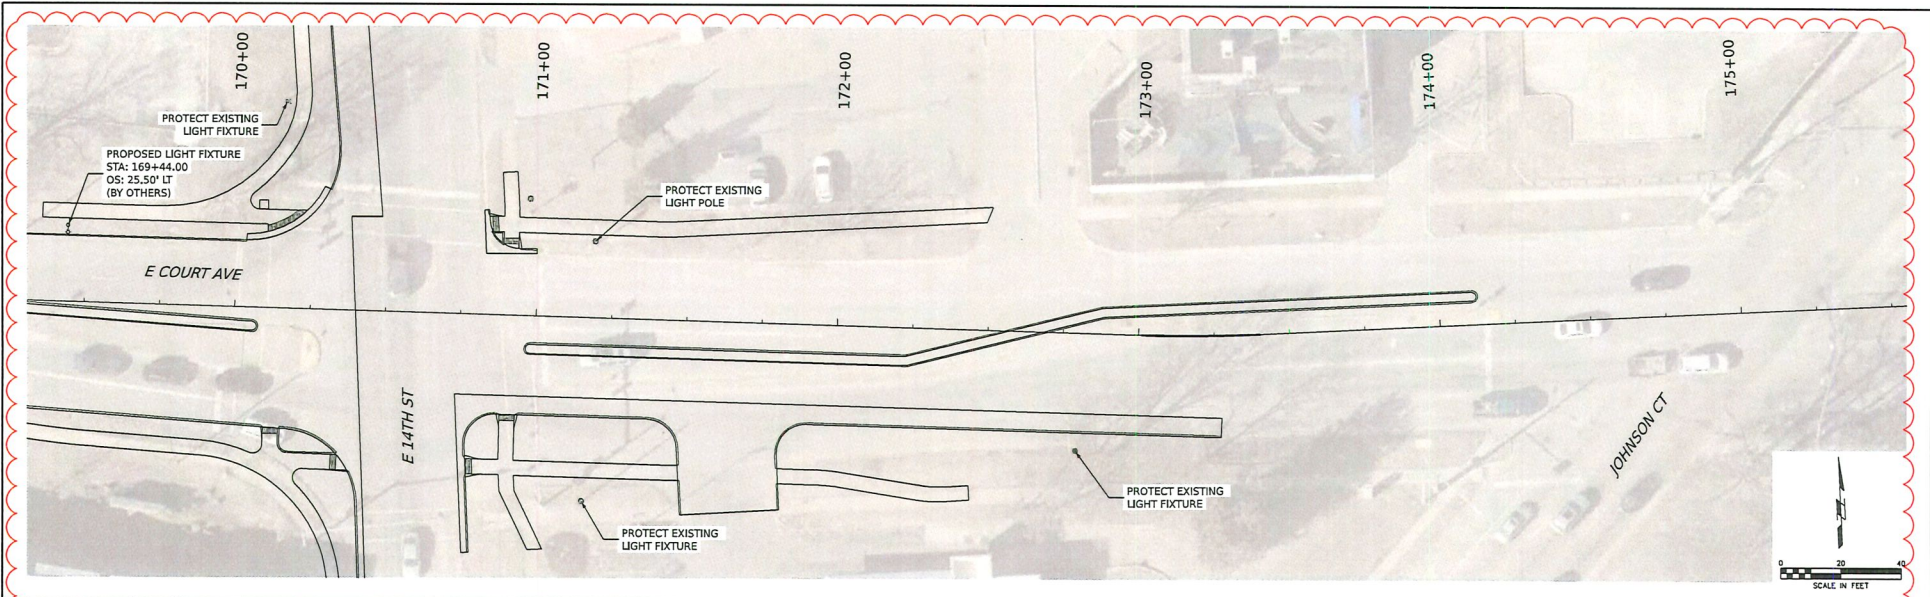 170+00
171+00
172+00
173+00
174+00
175+00
PROTECT EXISTING
LIGHT FIXTURE
PROPOSED LIGHT FIXTURE
STA: 169+44.00
OS: 25.50' LT
(BY OTHERS)
PROTECT EXISTING
LIGHT POLE
E COURT AVE
E 14TH ST
JOHNSON CT
PROTECT EXISTING
LIGHT FIXTURE
PROTECT EXISTING
LIGHT FIXTURE
0 20 40
SCALE IN FEET